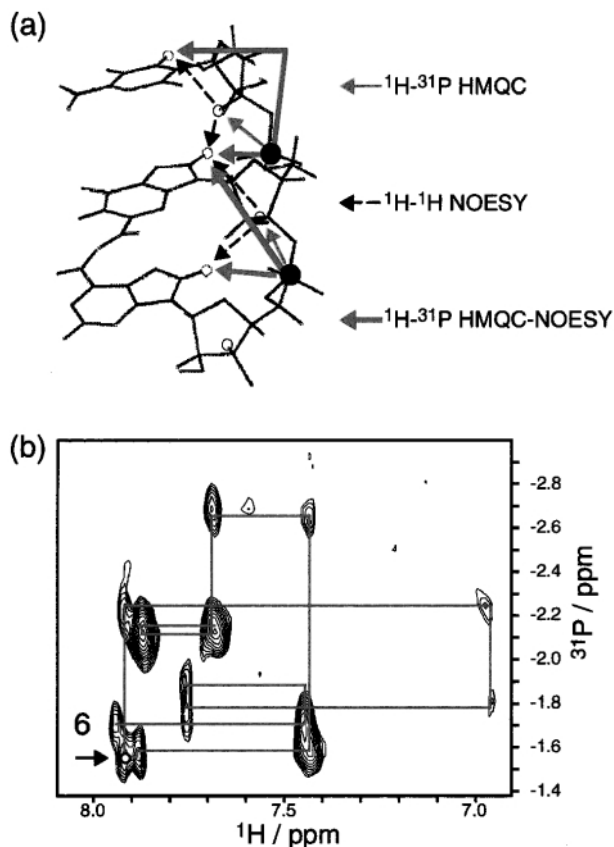 (a)
¹H-³¹P HMQC
¹H-¹H NOESY
¹H-³¹P HMQC-NOESY
(b)
-2.8
-2.6
-2.4
-2.2
-2.0
-1.8
-1.6
-1.4
³¹P / ppm
6
8.0 7.5 7.0
¹H / ppm